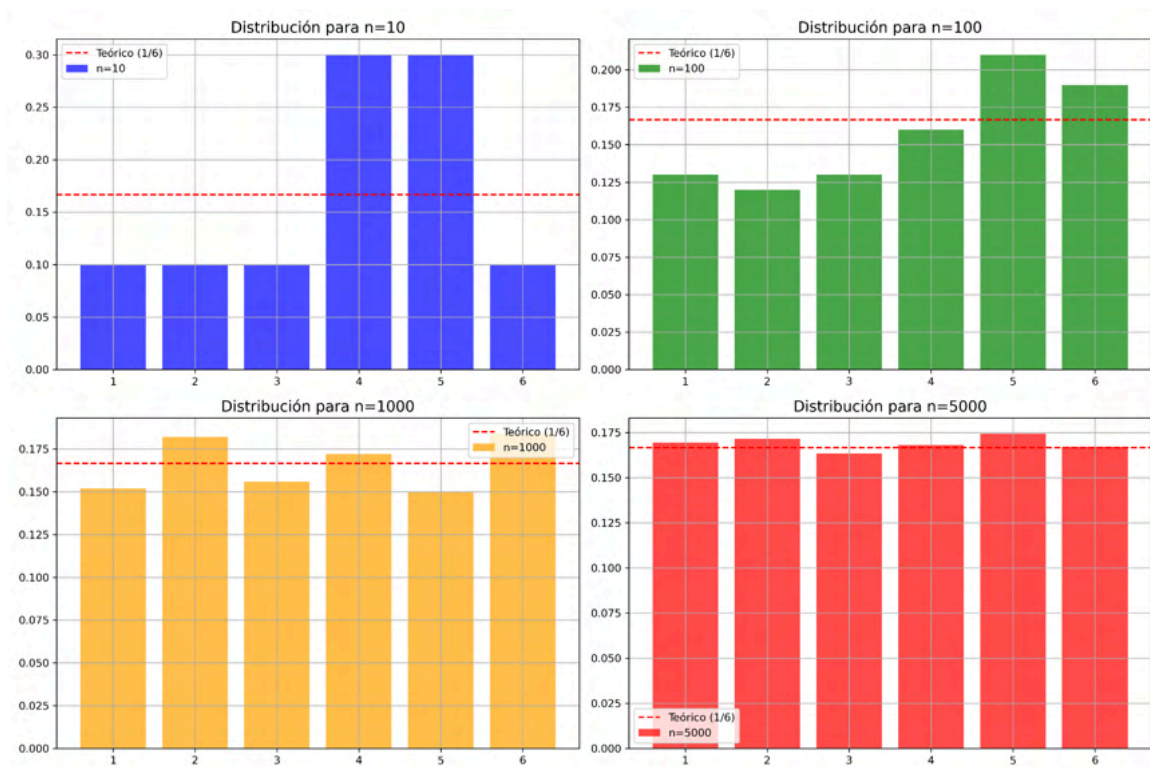 Distribución para n=10
Teórico (1/6)
n=10
0.30
0.25
0.20
0.15
0.10
0.05
0.00
1 2 3 4 5 6
Distribución para n=100
Teórico (1/6)
n=100
0.200
0.175
0.150
0.125
0.100
0.075
0.050
0.025
0.000
1 2 3 4 5 6
Distribución para n=1000
Teórico (1/6)
n=1000
0.175
0.150
0.125
0.100
0.075
0.050
0.025
0.000
1 2 3 4 5 6
Distribución para n=5000
0.175
0.150
0.125
0.100
0.075
0.050
0.025
0.000
Teórico (1/6)
n=5000
1 2 3 4 5 6